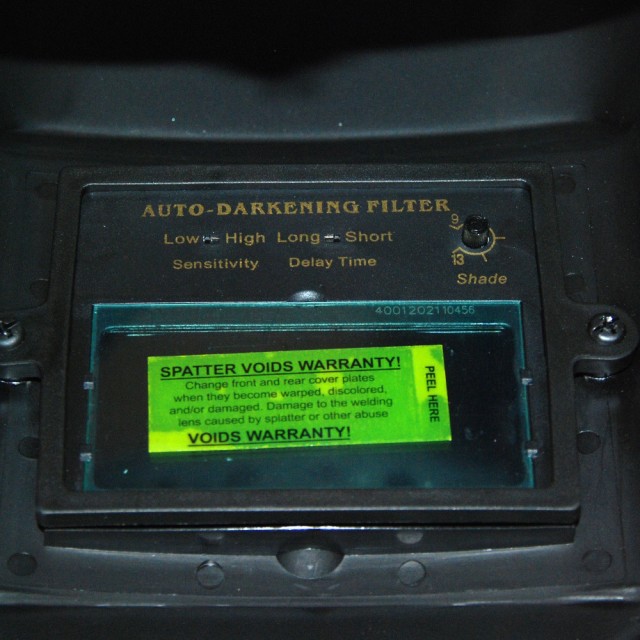 AUTO-DARKENING FILTER
9
Low High Long Short
13
Sensitivity Delay Time
Shade
4001202110456
SPATTER VOIDS WARRANTY!
Change front and rear cover plates
when they become warped, discolored,
and/or damaged. Damage to the welding
lens caused by splatter or other abuse
VOIDS WARRANTY!
PEEL HERE